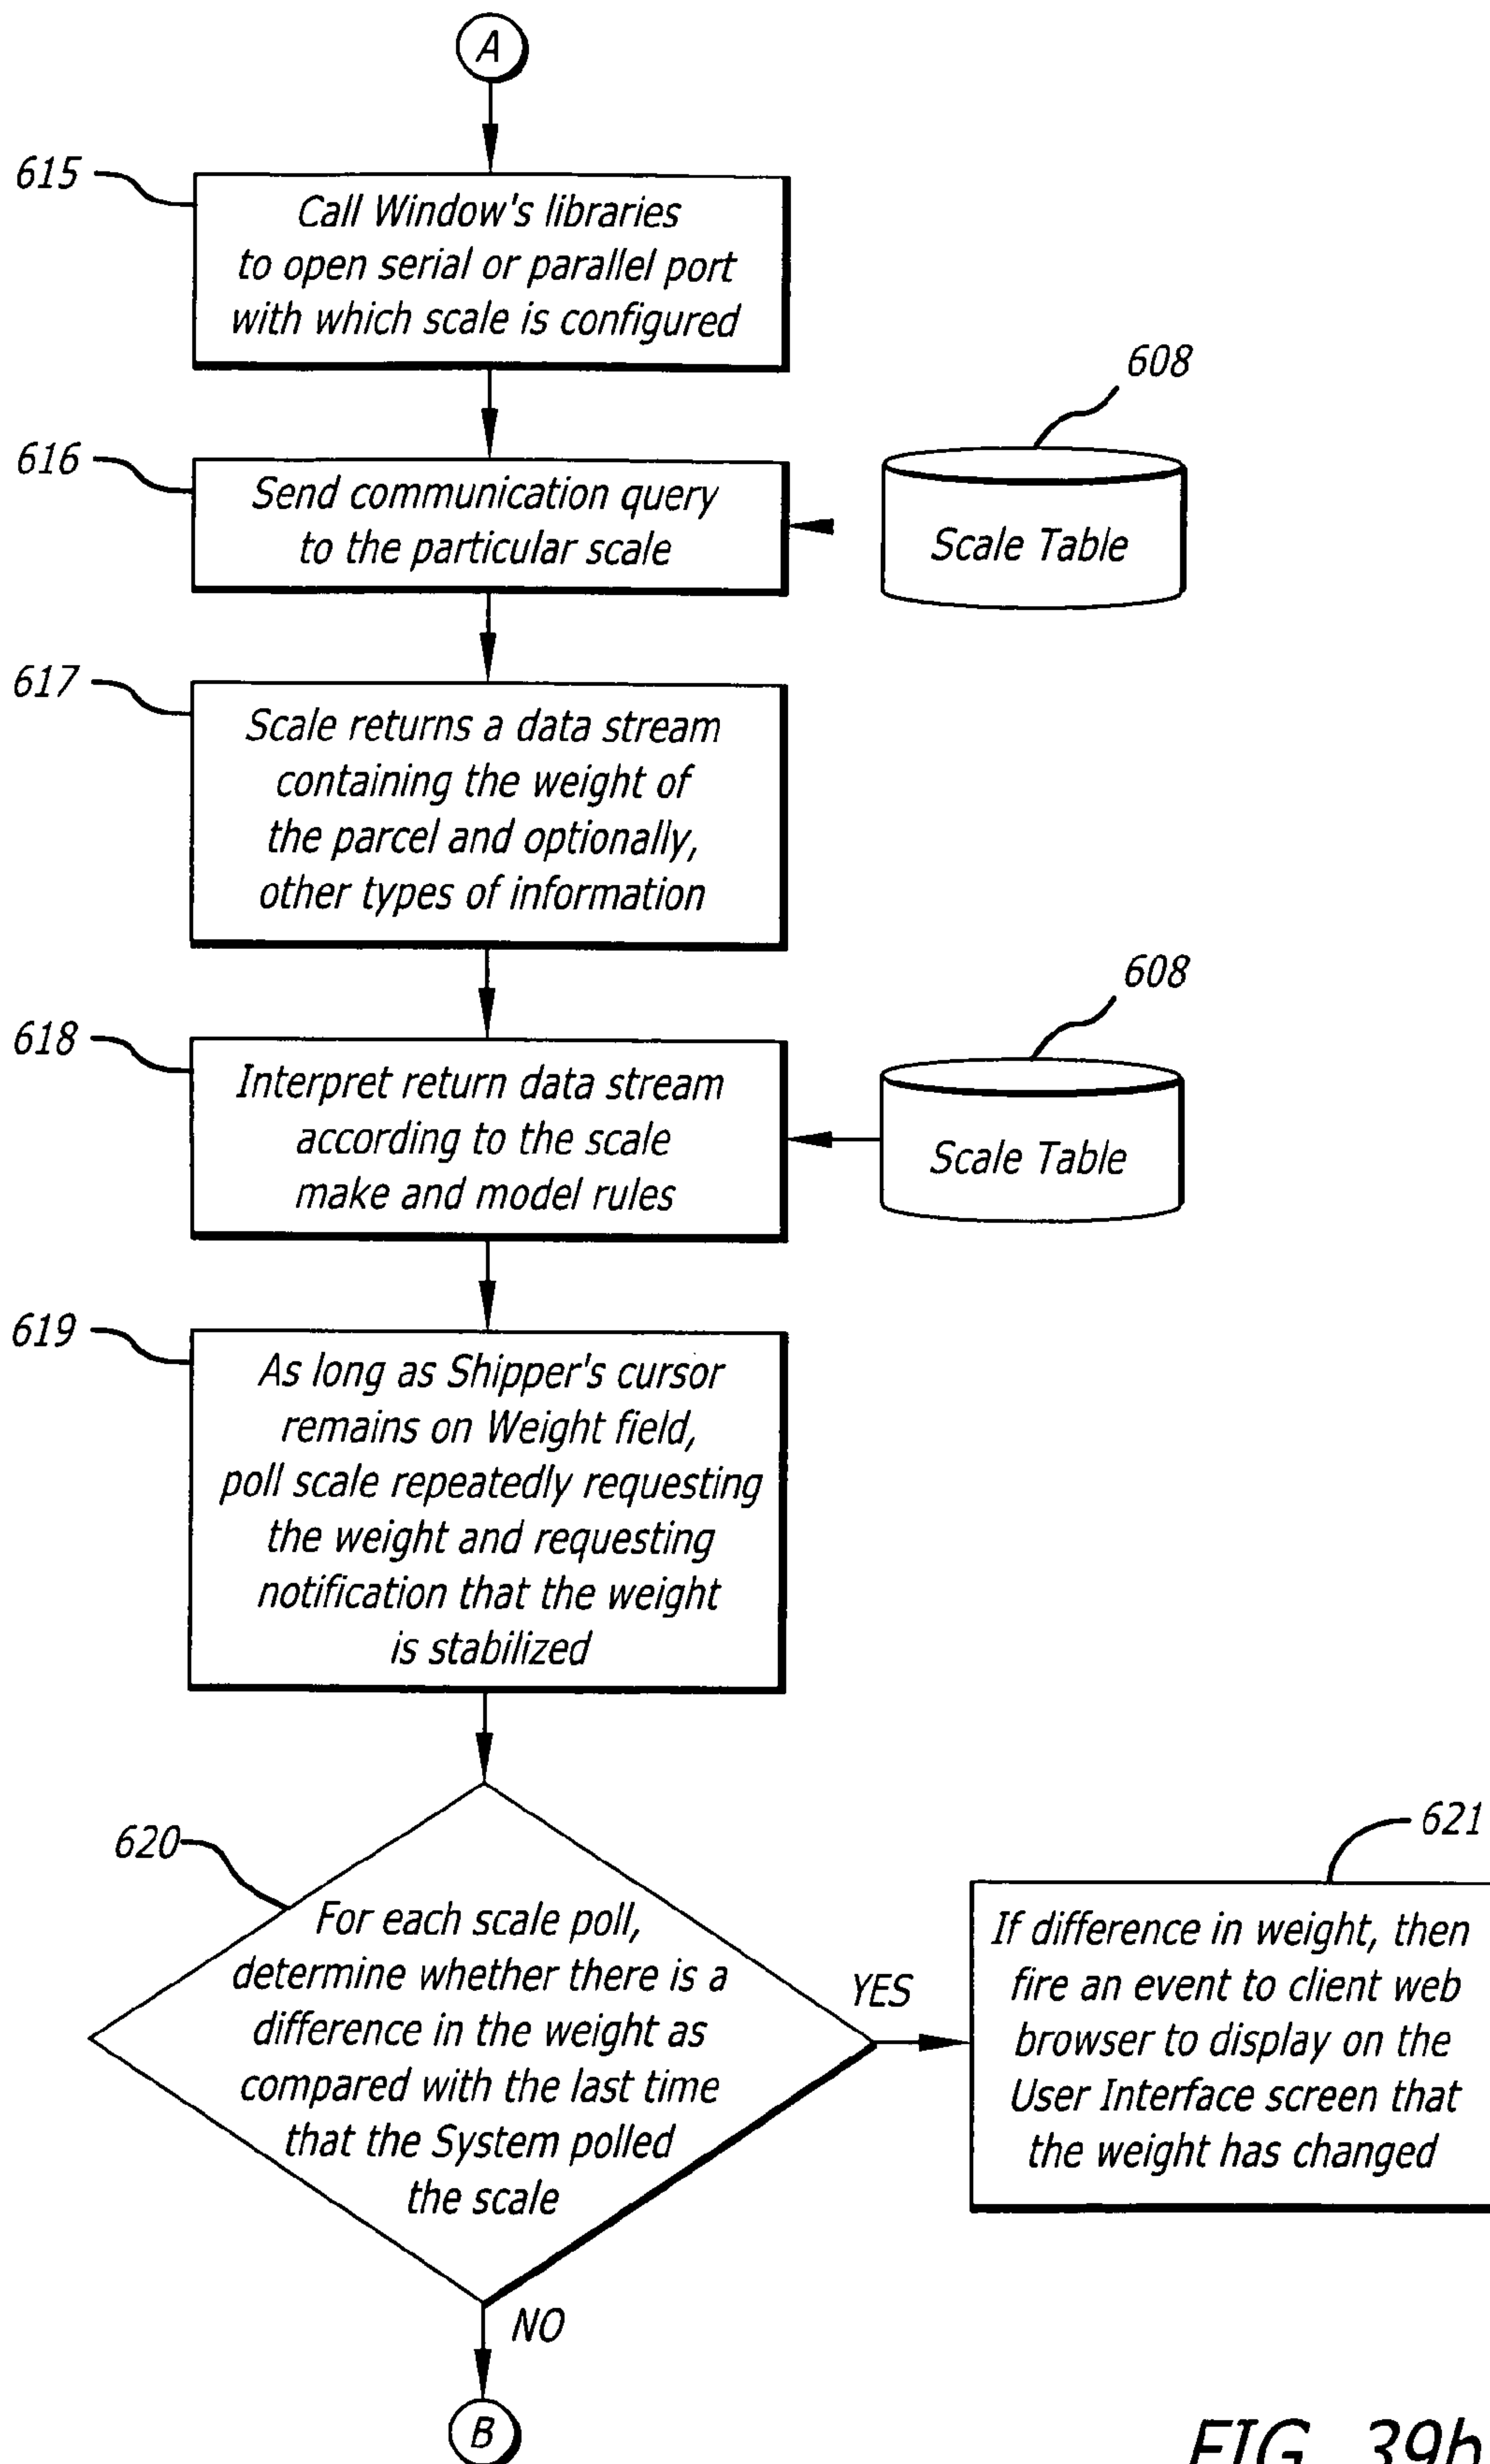 A
615
Call Window's libraries
to open serial or parallel port
with which scale is configured
608
616
Send communication query
to the particular scale
Scale Table
617
Scale returns a data stream
containing the weight of
the parcel and optionally,
other types of information
608
618
Interpret return data stream
according to the scale
make and model rules
Scale Table
619
As long as Shipper's cursor
remains on Weight field,
poll scale repeatedly requesting
the weight and requesting
notification that the weight
is stabilized
620
For each scale poll,
determine whether there is a
difference in the weight as
compared with the last time
that the System polled
the scale
YES
621
If difference in weight, then
fire an event to client web
browser to display on the
User Interface screen that
the weight has changed
NO
B
FIG. 39b